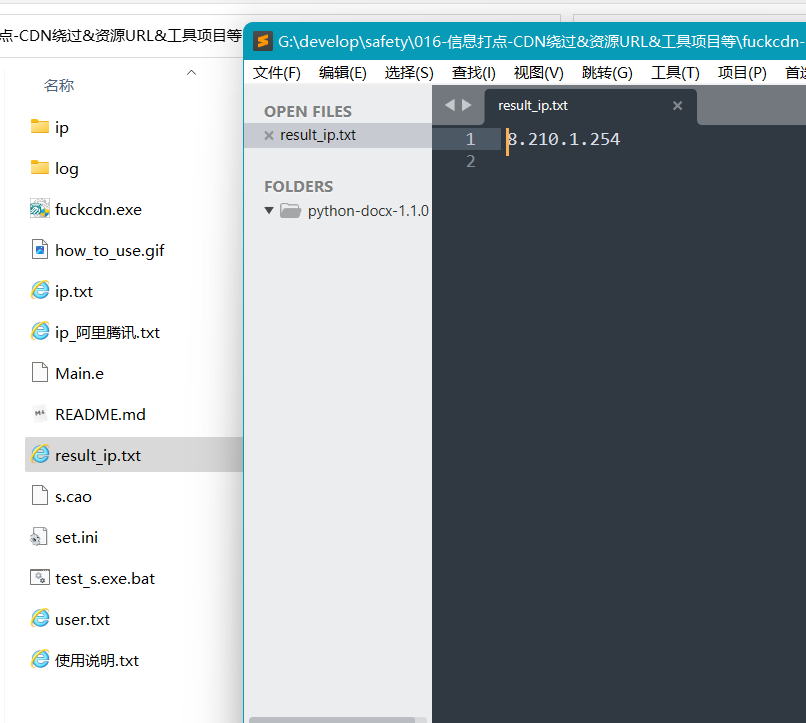 点-CDN绕过&资源URL&工具项目等
名称
ip
log
fuckcdn.exe
how_to_use.gif
ip.txt
ip_阿里腾讯.txt
Main.e
README.md
result_ip.txt
s.cao
set.ini
test_s.exe.bat
user.txt
使用说明.txt
G:\develop\safety\016-信息打点-CDN绕过&资源URL&工具项目等\fuckcdn-
文件(F) 编辑(E) 选择(S) 查找(I) 视图(V) 跳转(G) 工具(T) 项目(P) 首选
OPEN FILES
result_ip.txt
FOLDERS
python-docx-1.1.0
result_ip.txt
1 8.210.1.254
2